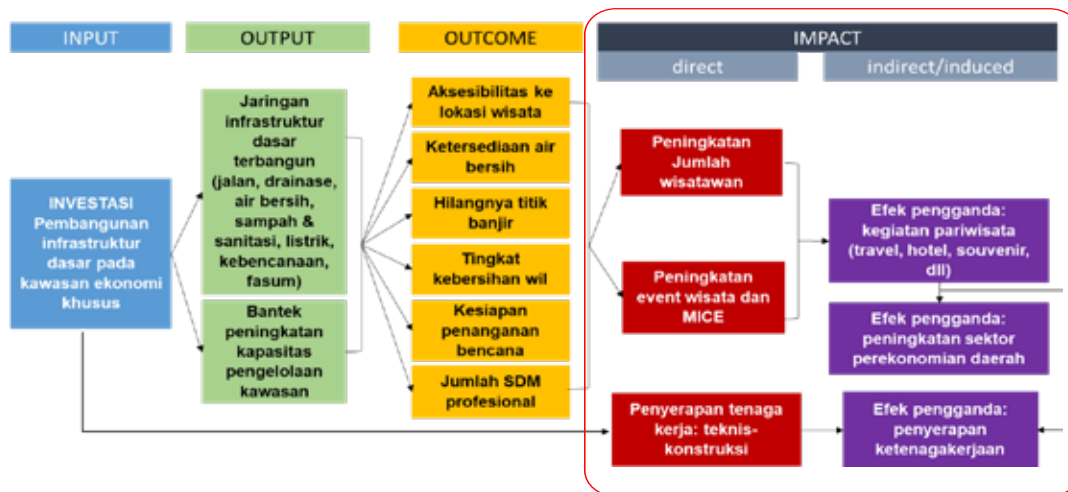 INPUT
OUTPUT
OUTCOME
IMPACT
direct
indirect/induced
INVESTASI
Pembangunan
infrastruktur
dasar pada
kawasan ekonomi
khusus
Jaringan
infrastruktur
dasar
terbangun
(jalan, drainase,
air bersih,
sampah &
sanitasi, listrik,
kebencanaan,
fasum)
Bantek
peningkatan
kapasitas
pengelolaan
kawasan
Aksesibilitas ke
lokasi wisata
Ketersediaan air
bersih
Hilangnya titik
banjir
Tingkat
kebersihan wil
Kesiapan
penanganan
bencana
Jumlah SDM
profesional
Peningkatan
Jumlah
wisatawan
Peningkatan
event wisata dan
MICE
Penyerapan tenaga
kerja: teknis-
konstruksi
Efek pengganda:
kegiatan pariwisata
(travel, hotel, souvenir,
dll)
Efek pengganda:
peningkatan sektor
perekonomian daerah
Efek pengganda:
penyerapan
ketenagakerjaan